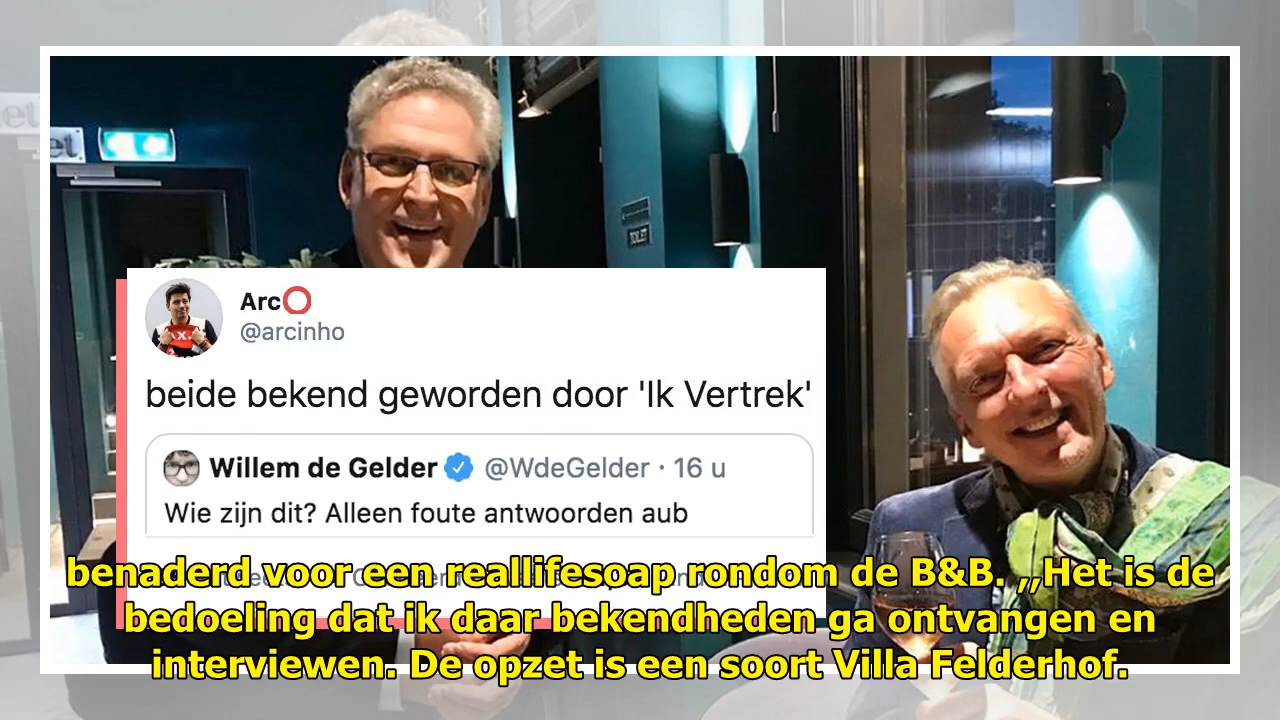 Arc⭕
@arcinho
beide bekend geworden door 'Ik Vertrek'
Willem de Gelder @WdeGelder · 16 u
Wie zijn dit? Alleen foute antwoorden aub
benaderd voor een reallifesoap rondom de B&B. ,,Het is de
bedoeling dat ik daar bekendheden ga ontvangen en
interviewen. De opzet is een soort Villa Felderhof.
TOILET